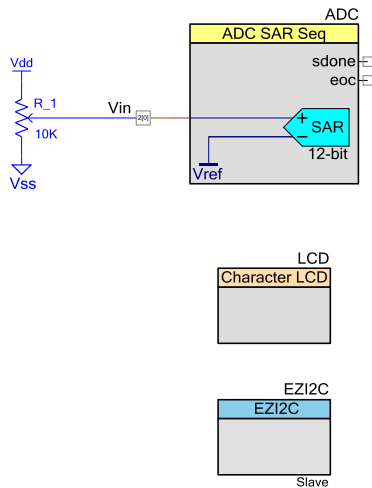 ADC
ADC SAR Seq
sdone
eoc
Vdd
R_1
10K
Vss
Vin
2[0]
+
SAR
12-bit
Vref
LCD
Character LCD
EZI2C
EZI2C
Slave